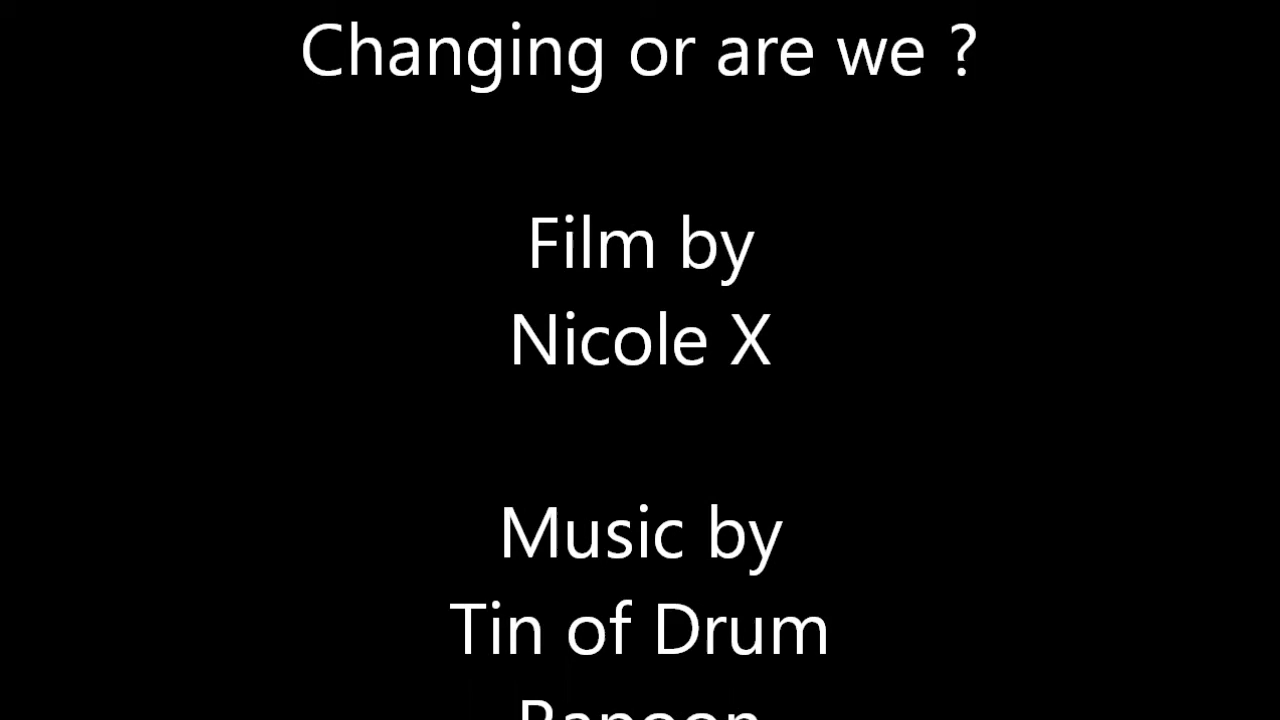 Changing or are we ?
Film by
Nicole X
Music by
Tin of Drum